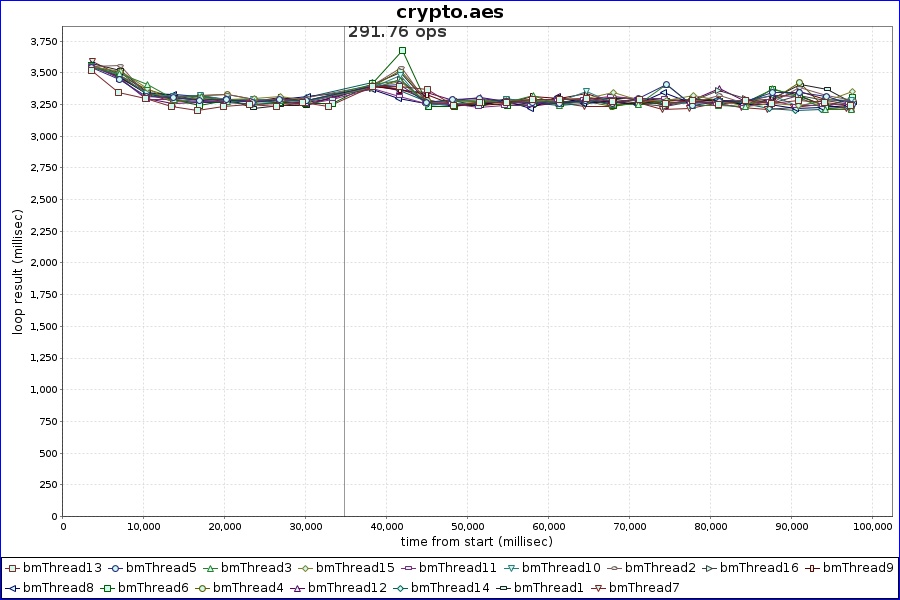 crypto.aes
291.76 ops
3,750
3,500
3,250
3,000
2,750
2,500
2,250
2,000
1,750
1,500
1,250
1,000
750
500
250
0
loop result (millisec)
0 10,000 20,000 30,000 40,000 50,000 60,000 70,000 80,000 90,000 100,000
time from start (millisec)
bmThread13 bmThread5 bmThread3 bmThread15 bmThread11 bmThread10 bmThread2 bmThread16 bmThread9
bmThread8 bmThread6 bmThread4 bmThread12 bmThread14 bmThread1 bmThread7